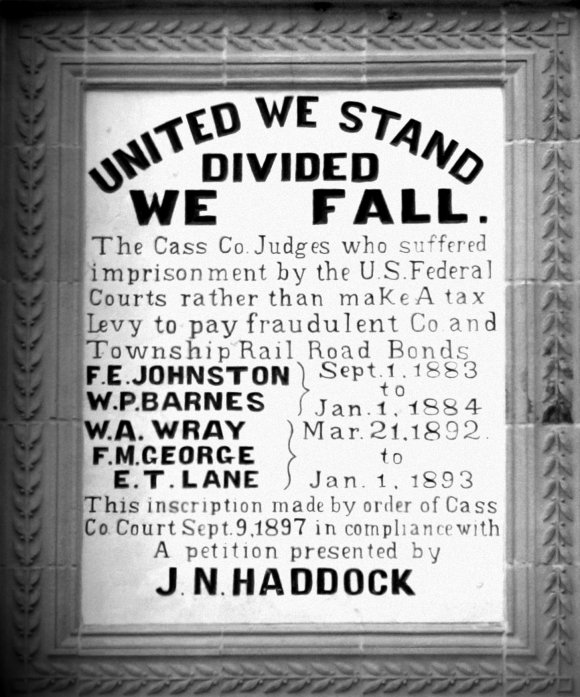 UNITED WE STAND
DIVIDED
WE FALL.
The Cass Co. Judges who suffered
imprisonment by the U.S. Federal
Courts rather than make A tax
Levy to pay fraudulent Co. and
Township Rail Road Bonds
F.E. JOHNSTON } Sept. 1, 1883
to
W.P. BARNES Jan. 1, 1884
W.A. WRAY } Mar. 21, 1892.
F.M. GEORGE to
E.T. LANE Jan. 1, 1893
This inscription made by order of Cass
Co. Court Sept. 9, 1897 in compliance with
A petition presented by
J.N. HADDOCK